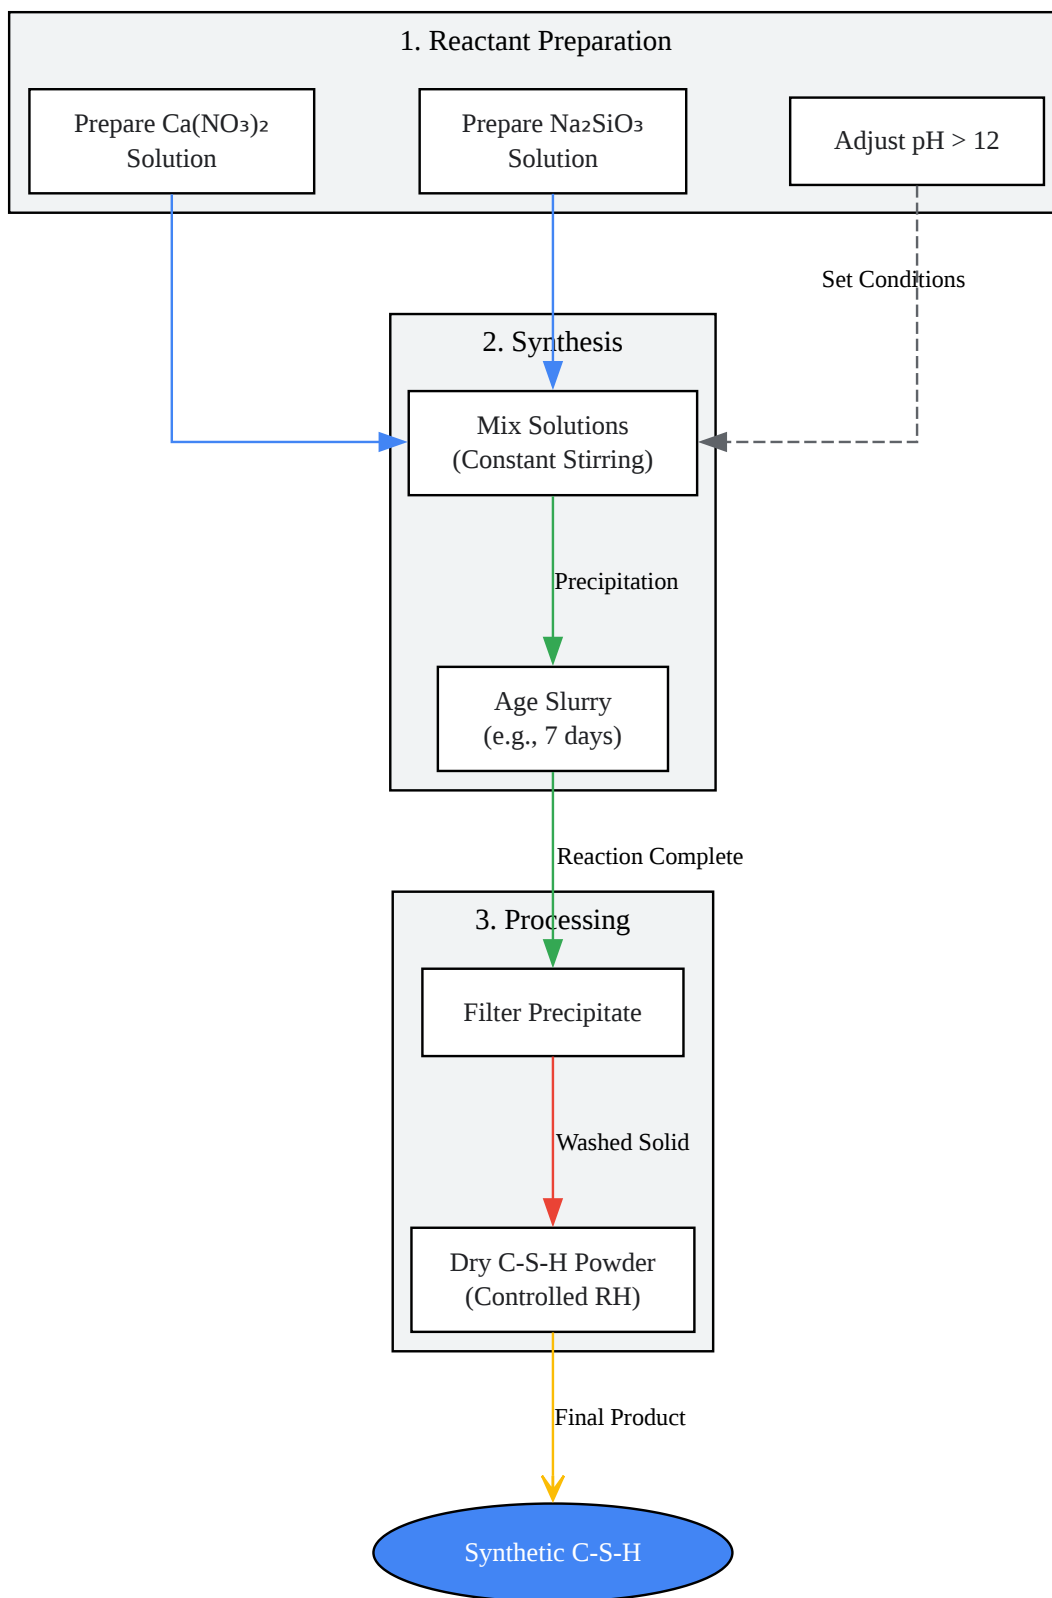 1. Reactant Preparation
Prepare Ca(NO₃)₂
Solution
Prepare Na₂SiO₃
Solution
Adjust pH > 12
Set Conditions
2. Synthesis
Mix Solutions
(Constant Stirring)
Precipitation
Age Slurry
(e.g., 7 days)
Reaction Complete
3. Processing
Filter Precipitate
Washed Solid
Dry C-S-H Powder
(Controlled RH)
Final Product
Synthetic C-S-H